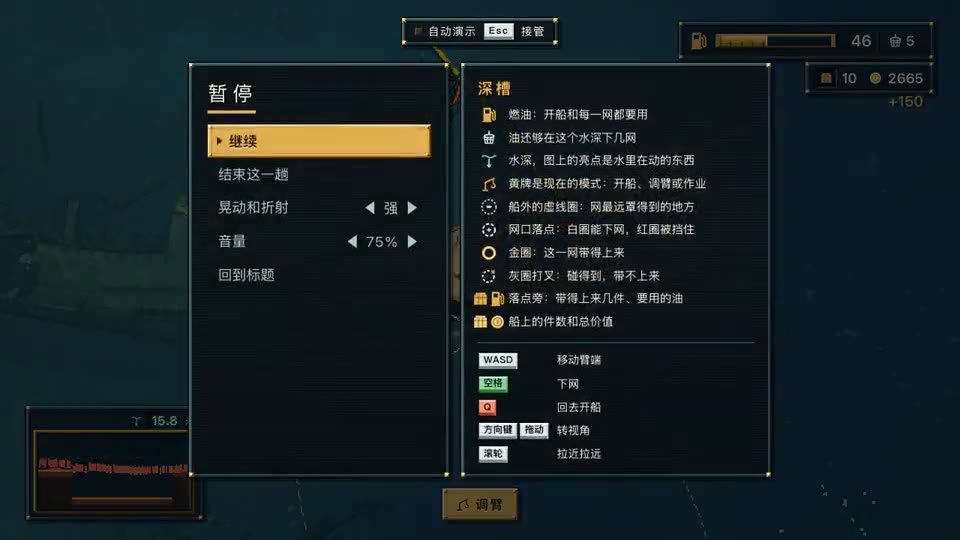 自动演示 Esc 接管
46 5
10 2665
+150
暂停
继续
结束这一趟
晃动和折射 强
音量 75%
回到标题
深槽
燃油：开船和每一网都要用
油还够在这个水深下几网
水深，图上的亮点是水里在动的东西
黄牌是现在的模式：开船、调臂或作业
船外的虚线圈：网最远罩得到的地方
网口落点：白圈能下网，红圈被挡住
金圈：这一网带得上来
灰圈打叉：碰得到，带不上来
落点旁：带得上来几件、要用的油
船上的件数和总价值
WASD 移动臂端
空格 下网
Q 回去开船
方向键 拖动 转视角
滚轮 拉近拉远
15.8
调臂